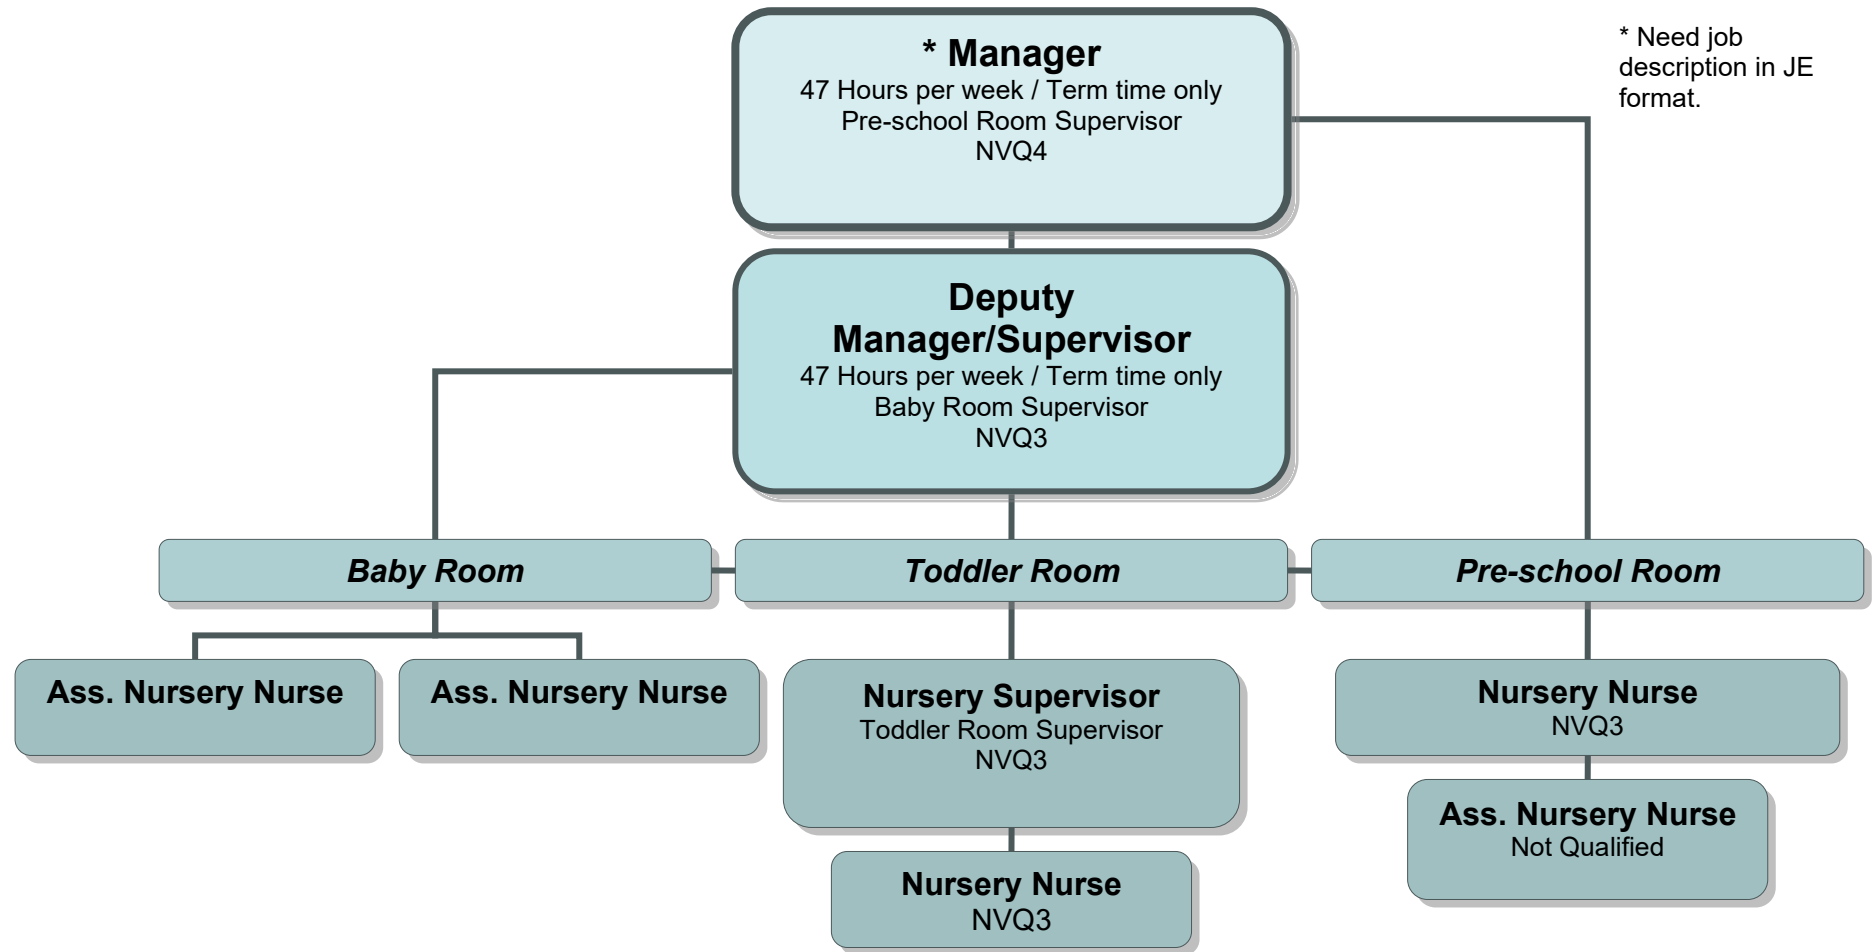 * Manager
47 Hours per week / Term time only
Pre-school Room Supervisor
NVQ4
* Need job
description in JE
format.
Deputy
Manager/Supervisor
47 Hours per week / Term time only
Baby Room Supervisor
NVQ3
Baby Room
Toddler Room
Pre-school Room
Ass. Nursery Nurse
Ass. Nursery Nurse
Nursery Supervisor
Toddler Room Supervisor
NVQ3
Nursery Nurse
NVQ3
Nursery Nurse
NVQ3
Ass. Nursery Nurse
Not Qualified